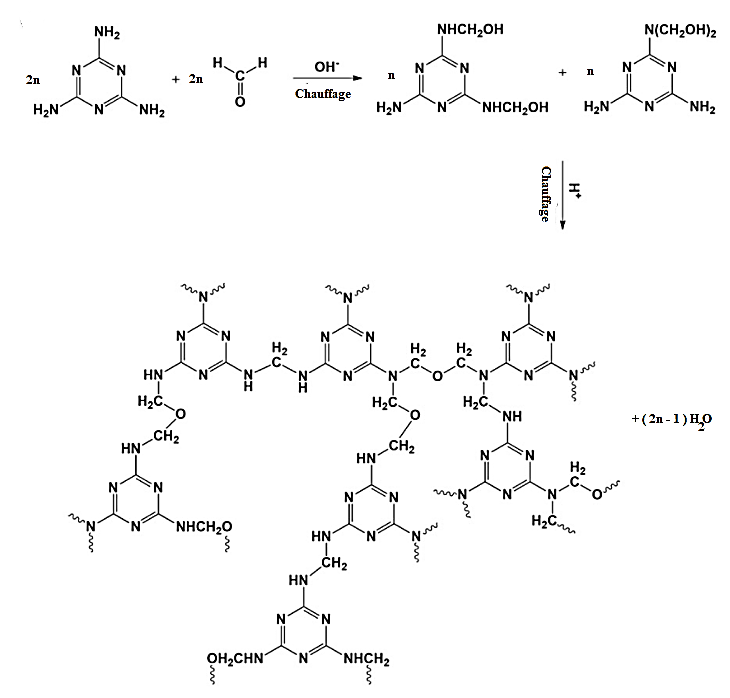 NH2 NHCH2OH N(CH2OH)2
2n N N + 2n H H OH- n N N + n N N
H2N N NH2 C O Chauffage H2N N NHCH2OH H2N N NH2
H+
Chauffage
N N N
N N H2 N N H2 H2 N N
HN N N C N N N C O C N N N
H2C O H H H2C O H2C NH
HN CH2 HN CH2 N N H2
N N N N N N N C O
N N NHCH2O HN N N H2C
HN CH2
N N
OH2CHN N NHCH2
+ ( 2n - 1 ) H2O